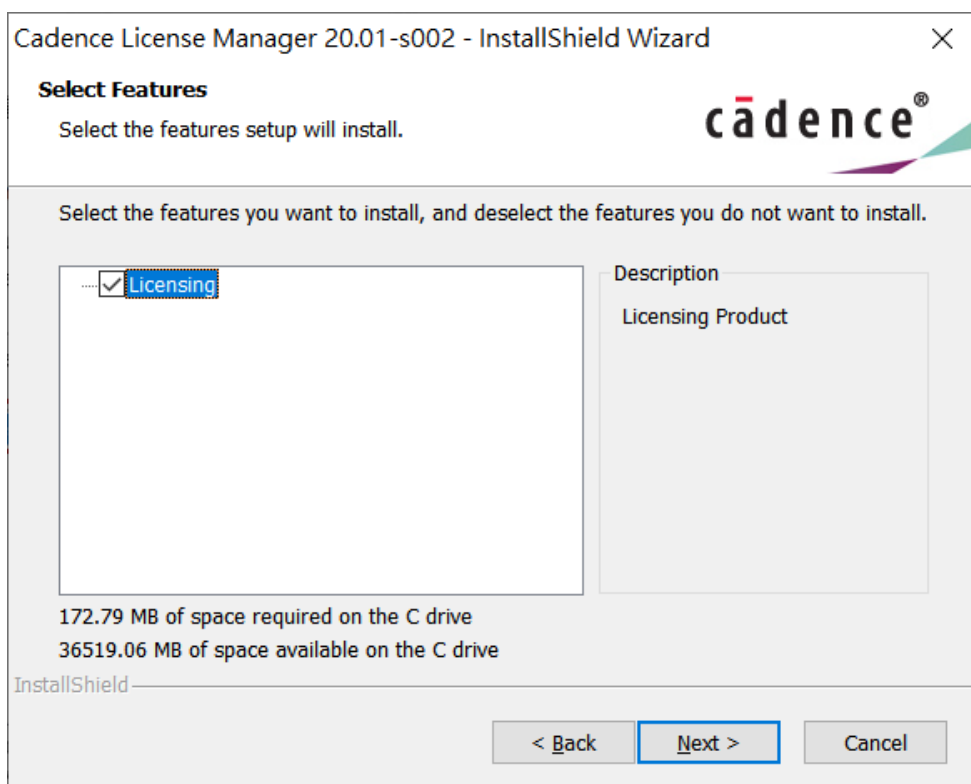 Cadence License Manager 20.01-s002 - InstallShield Wizard
Select Features
Select the features setup will install.
cādence®
Select the features you want to install, and deselect the features you do not want to install.
Licensing
Description
Licensing Product
172.79 MB of space required on the C drive
36519.06 MB of space available on the C drive
InstallShield
< Back Next > Cancel